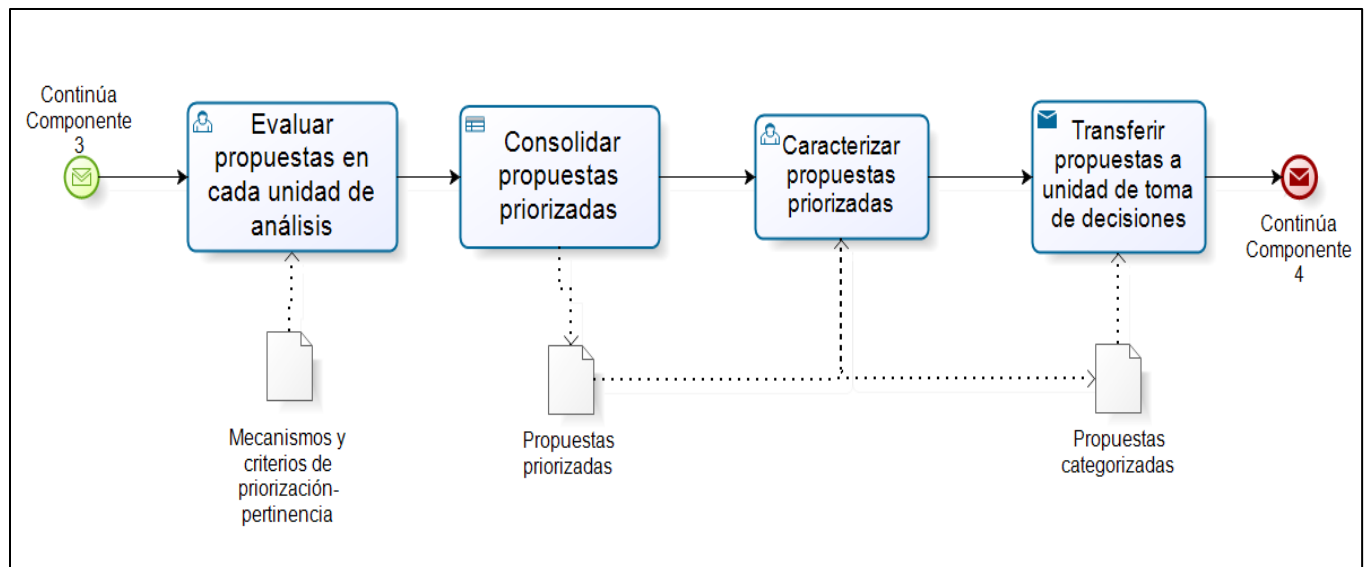 Continúa
Componente
3
Evaluar
propuestas en
cada unidad de
análisis
Consolidar
propuestas
priorizadas
Caracterizar
propuestas
priorizadas
Transferir
propuestas a
unidad de toma
de decisiones
Continúa
Componente
4
Mecanismos y
criterios de
priorización-
pertinencia
Propuestas
priorizadas
Propuestas
categorizadas